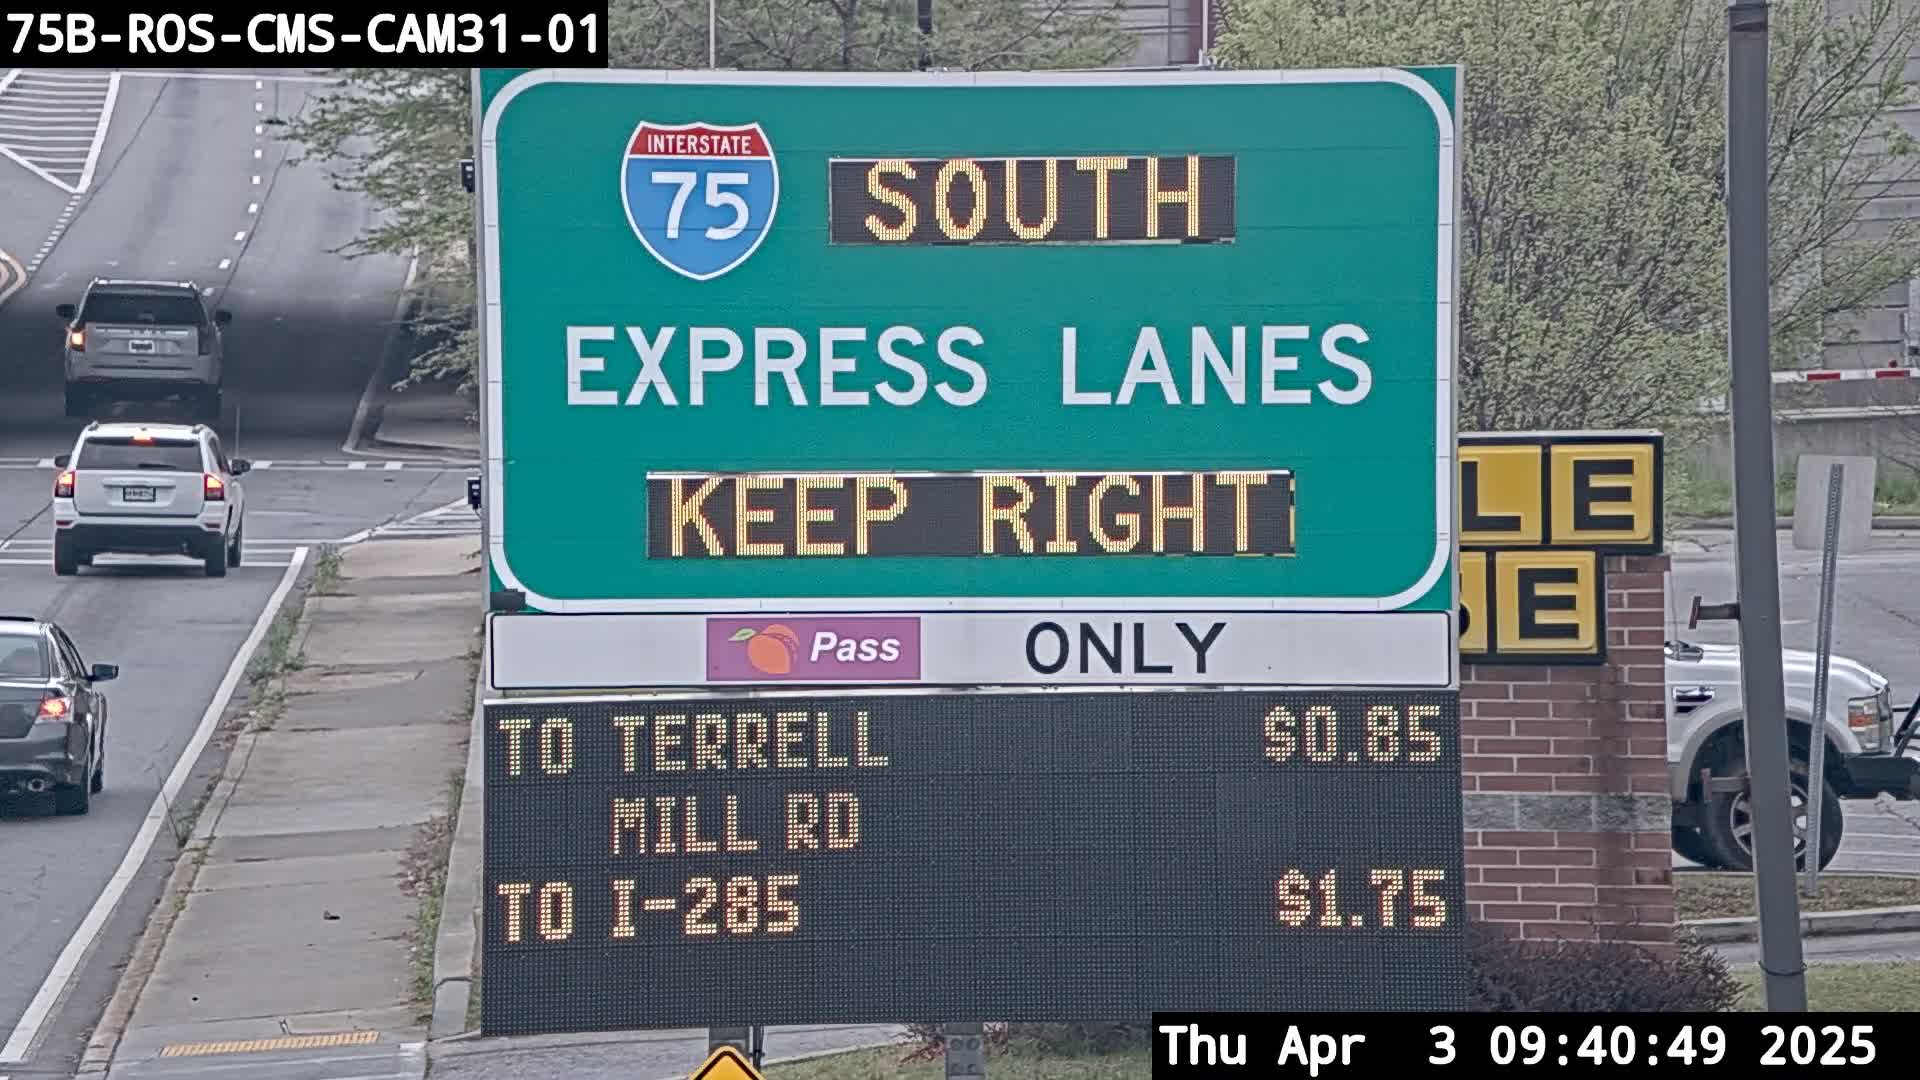 75B-ROS-CMS-CAM31-01
INTERSTATE
75
SOUTH
EXPRESS LANES
KEEP RIGHT
Pass ONLY
TO TERRELL $0.85
MILL RD
TO I-285 $1.75
LE
E
Thu Apr 3 09:40:49 2025